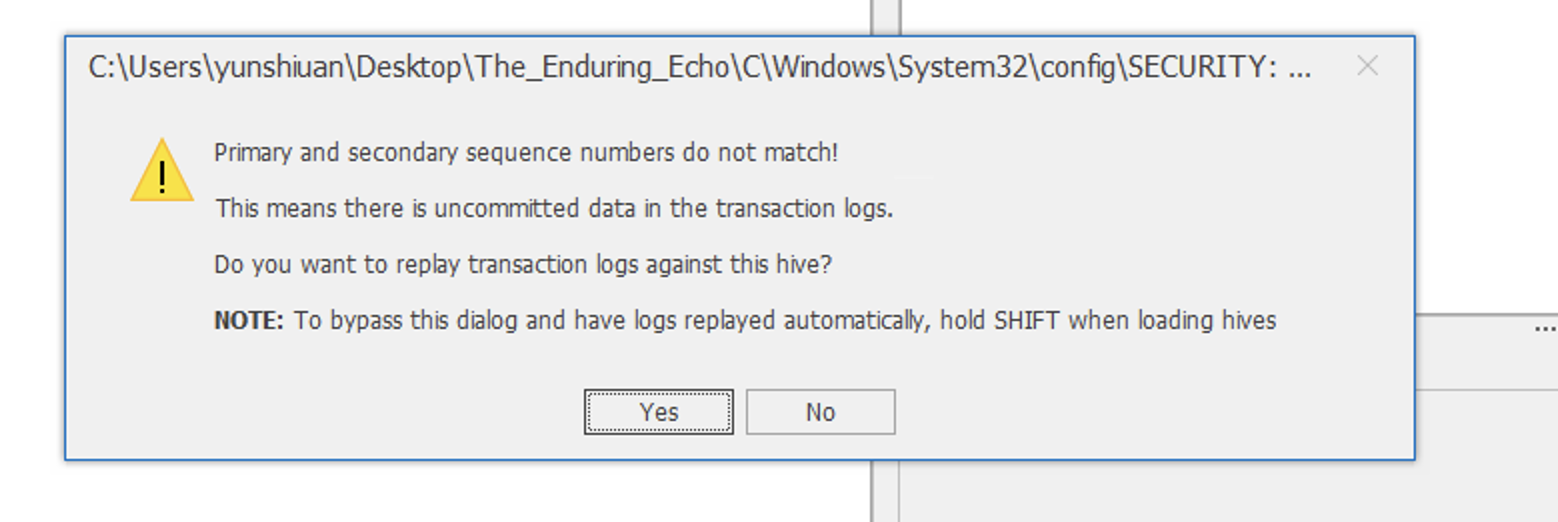 C:\Users\yunshiuan\Desktop\The_Enduring_Echo\C\Windows\System32\config\SECURITY: ...
Primary and secondary sequence numbers do not match!
This means there is uncommitted data in the transaction logs.
Do you want to replay transaction logs against this hive?
NOTE: To bypass this dialog and have logs replayed automatically, hold SHIFT when loading hives
Yes No